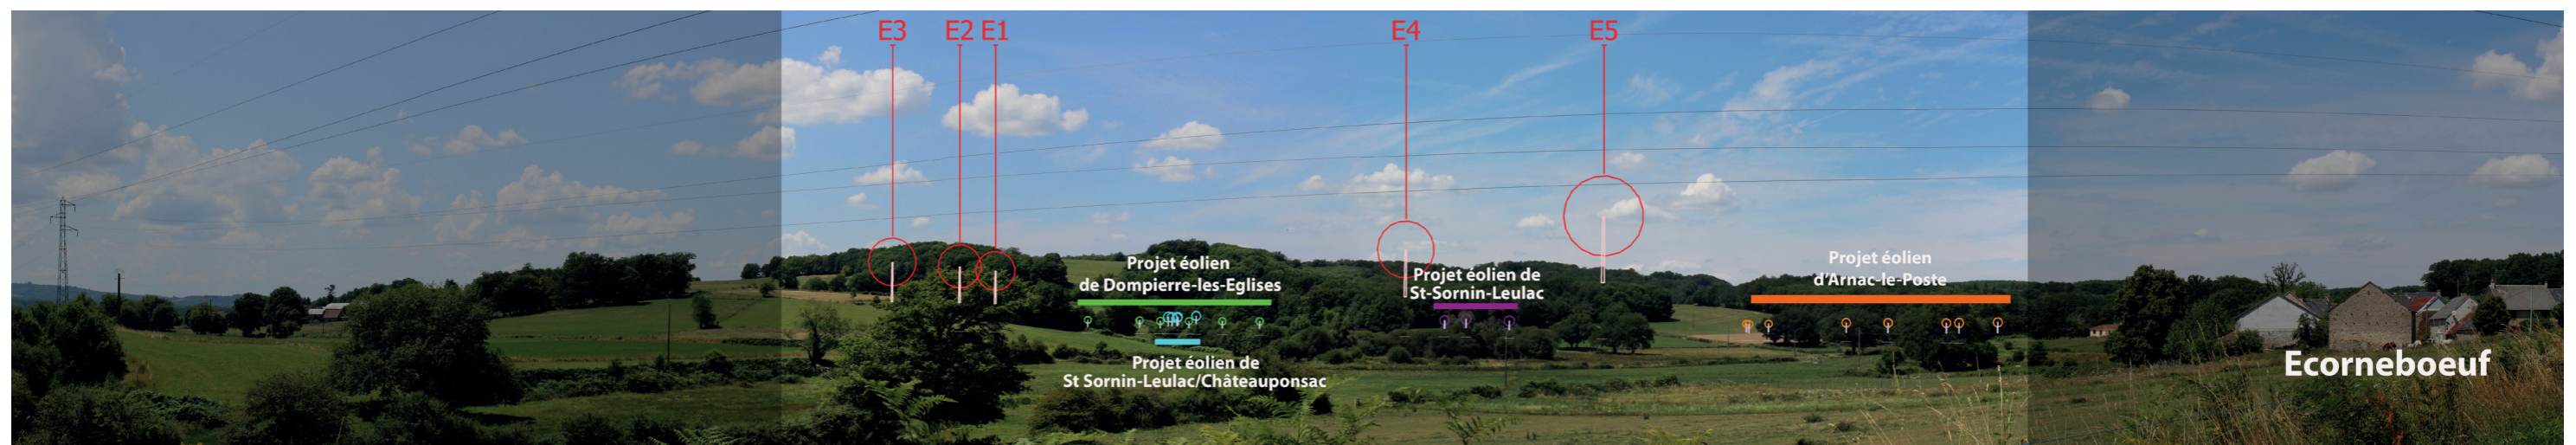 E3
E2
E1
E4
E5
Projet éolien
de Dompierre-les-Eglises
Projet éolien de
St-Sornin-Leulac
Projet éolien
d'Arnac-le-Poste
Projet éolien de
St Sornin-Leulac/Châteauponsac
Ecorneboeuf